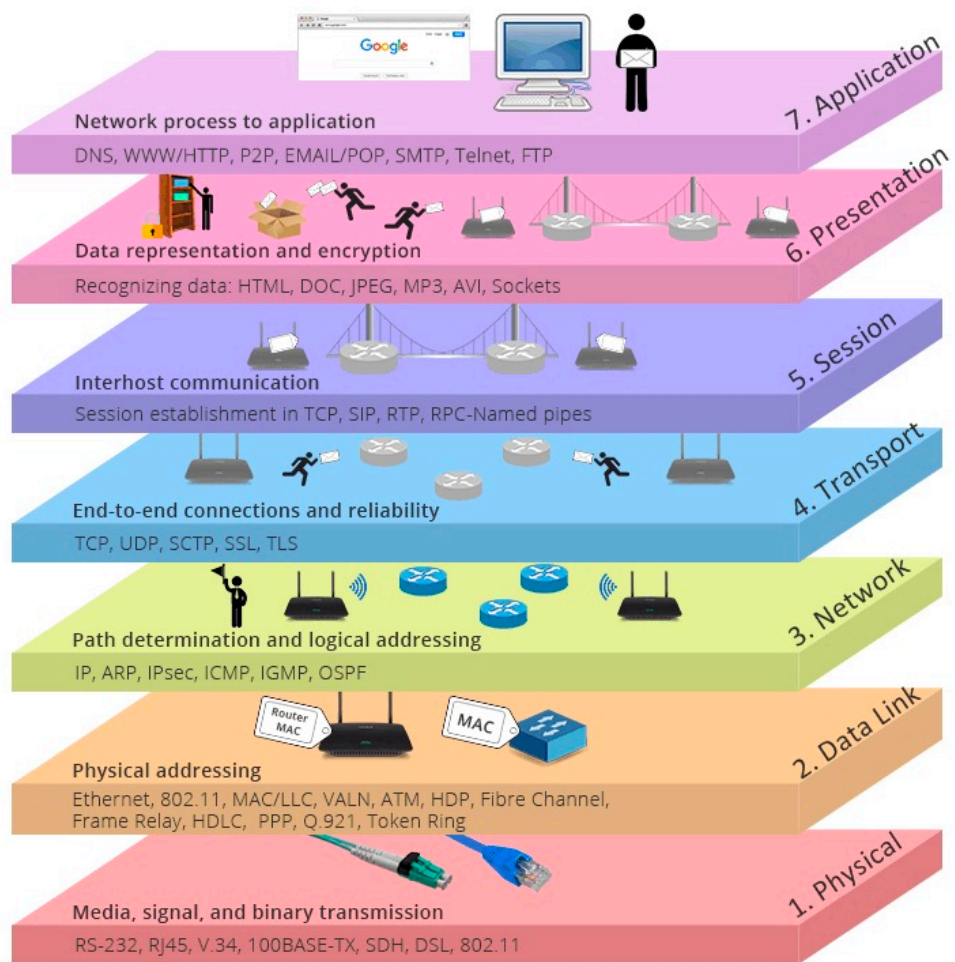 Google
7. Application
Network process to application
DNS, WWW/HTTP, P2P, EMAIL/POP, SMTP, Telnet, FTP
6. Presentation
Data representation and encryption
Recognizing data: HTML, DOC, JPEG, MP3, AVI, Sockets
5. Session
Interhost communication
Session establishment in TCP, SIP, RTP, RPC-Named pipes
4. Transport
End-to-end connections and reliability
TCP, UDP, SCTP, SSL, TLS
3. Network
Path determination and logical addressing
IP, ARP, IPsec, ICMP, IGMP, OSPF
Router
MAC
MAC
2. Data Link
Physical addressing
Ethernet, 802.11, MAC/LLC, VALN, ATM, HDP, Fibre Channel,
Frame Relay, HDLC, PPP, Q.921, Token Ring
1. Physical
Media, signal, and binary transmission
RS-232, RJ45, V.34, 100BASE-TX, SDH, DSL, 802.11